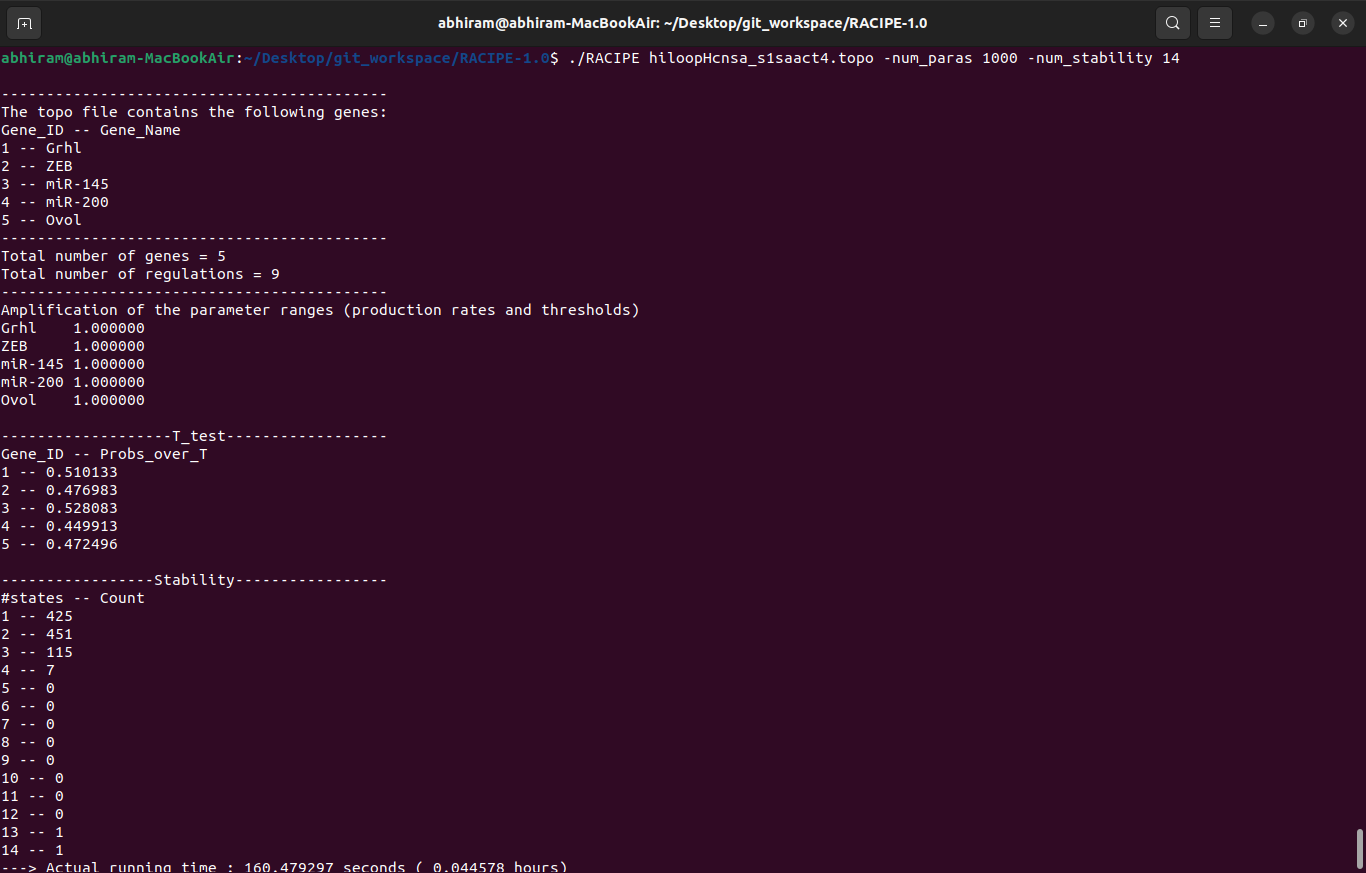 abhiram@abhiram-MacBookAir: ~/Desktop/git_workspace/RACIPE-1.0
abhiram@abhiram-MacBookAir:~/Desktop/git_workspace/RACIPE-1.0$ ./RACIPE hiloopHcnsa_s1saact4.topo -num_paras 1000 -num_stability 14
-------------------------------------------
The topo file contains the following genes:
Gene_ID -- Gene_Name
1 -- Grhl
2 -- ZEB
3 -- miR-145
4 -- miR-200
5 -- Ovol
-------------------------------------------
Total number of genes = 5
Total number of regulations = 9
-------------------------------------------
Amplification of the parameter ranges (production rates and thresholds)
Grhl    1.000000
ZEB     1.000000
miR-145 1.000000
miR-200 1.000000
Ovol    1.000000
-------------------T_test------------------
Gene_ID -- Probs_over_T
1 -- 0.510133
2 -- 0.476983
3 -- 0.528083
4 -- 0.449913
5 -- 0.472496
-----------------Stability-----------------
#states -- Count
1 -- 425
2 -- 451
3 -- 115
4 -- 7
5 -- 0
6 -- 0
7 -- 0
8 -- 0
9 -- 0
10 -- 0
11 -- 0
12 -- 0
13 -- 1
14 -- 1
---> Actual running time : 160.479297 seconds ( 0.044578 hours)